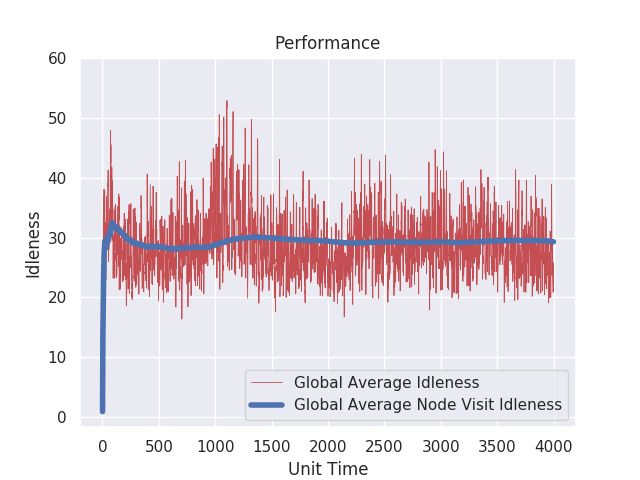 Performance
60
50
40
30
20
10
0
Idleness
Global Average Idleness
Global Average Node Visit Idleness
0 500 1000 1500 2000 2500 3000 3500 4000
Unit Time